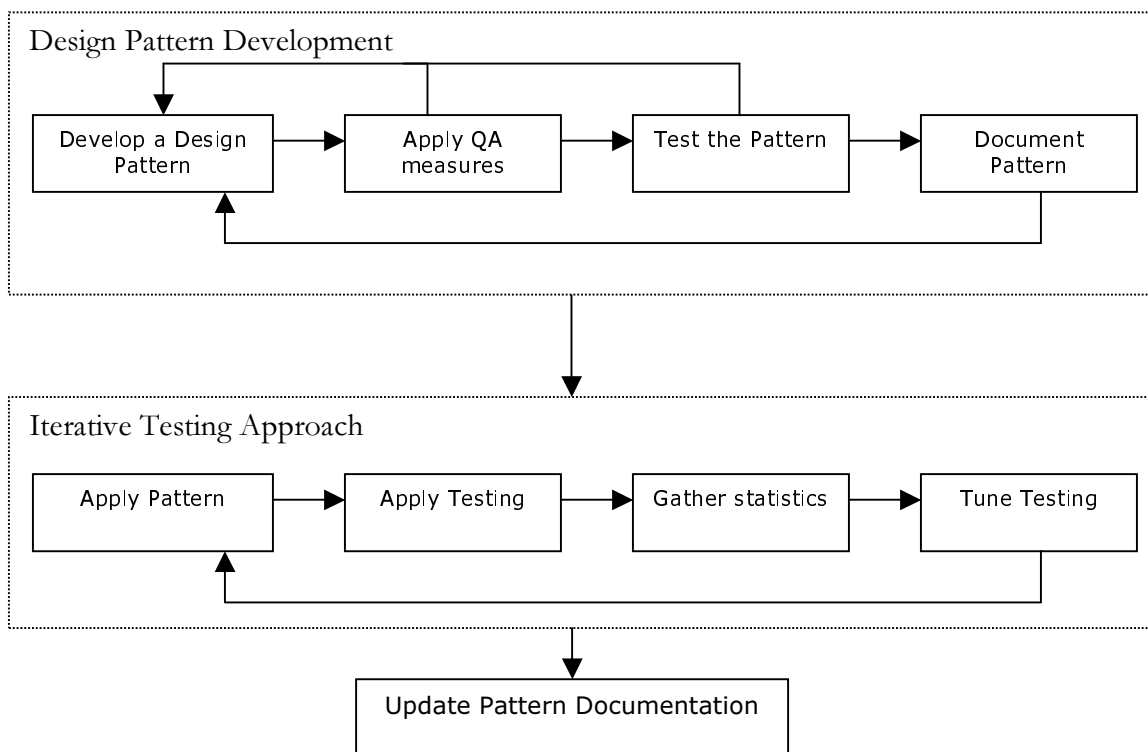 Design Pattern Development
Develop a Design
Pattern
Apply QA
measures
Test the Pattern
Document
Pattern
Iterative Testing Approach
Apply Pattern
Apply Testing
Gather statistics
Tune Testing
Update Pattern Documentation